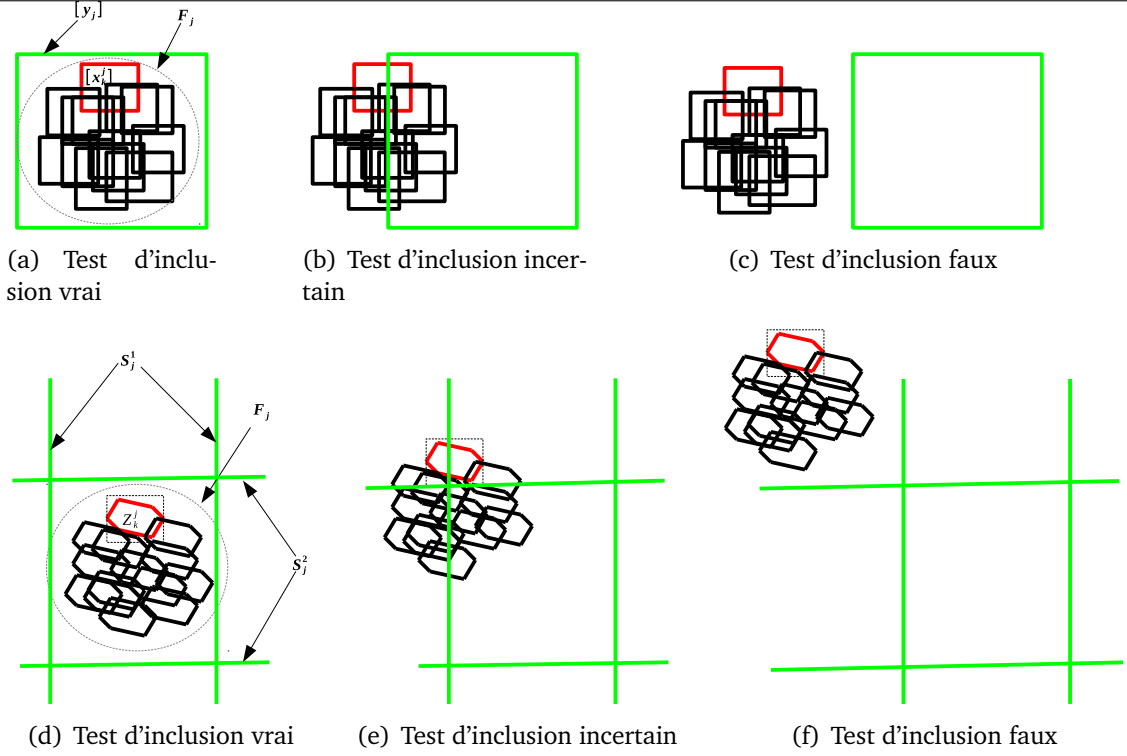 [y_j]
F_j
[x_k^j]
(a) Test d'inclu-
sion vrai
(b) Test d'inclusion incer-
tain
(c) Test d'inclusion faux
S_j^1
F_j
Z_k^j
S_j^2
(d) Test d'inclusion vrai
(e) Test d'inclusion incertain
(f) Test d'inclusion faux